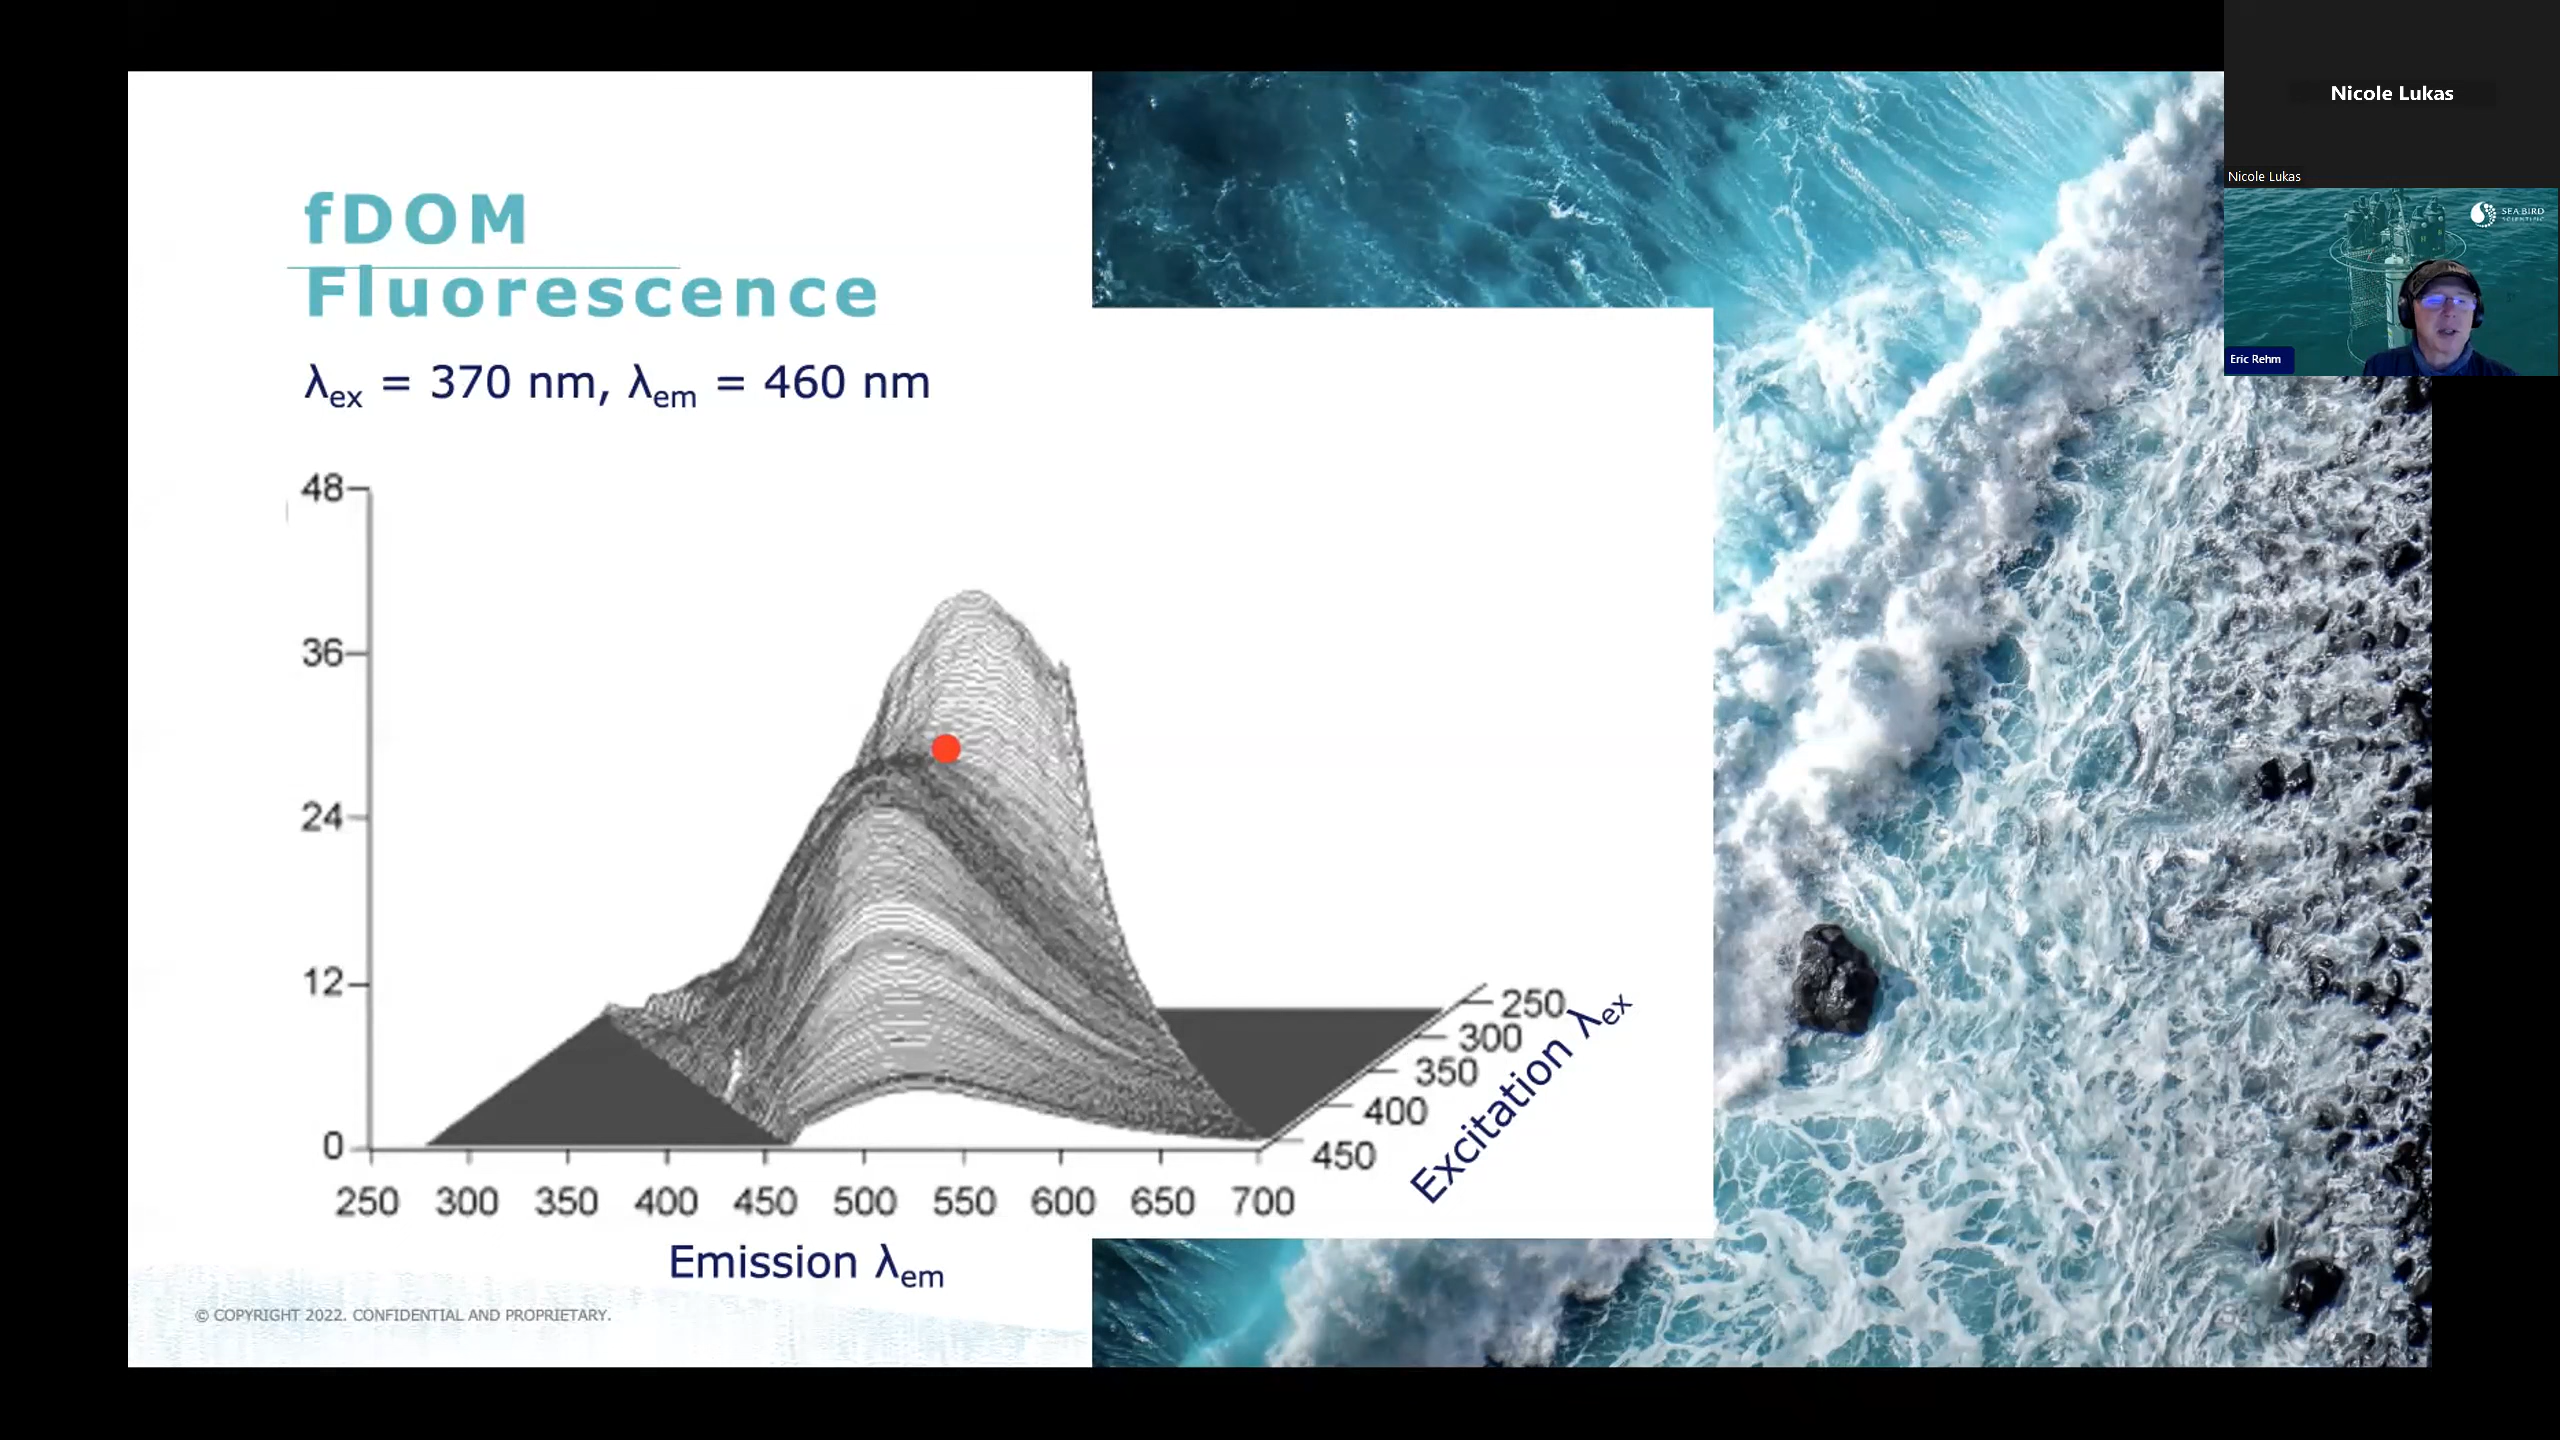 fDOM
Fluorescence
λex = 370 nm, λem = 460 nm
48
36
24
12
0
250 300 350 400 450 500 550 600 650 700
250
300
350
400
450
Excitation λex
Emission λem
© COPYRIGHT 2022. CONFIDENTIAL AND PROPRIETARY.
Nicole Lukas
Nicole Lukas
SEA·BIRD
SCIENTIFIC
Eric Rehm